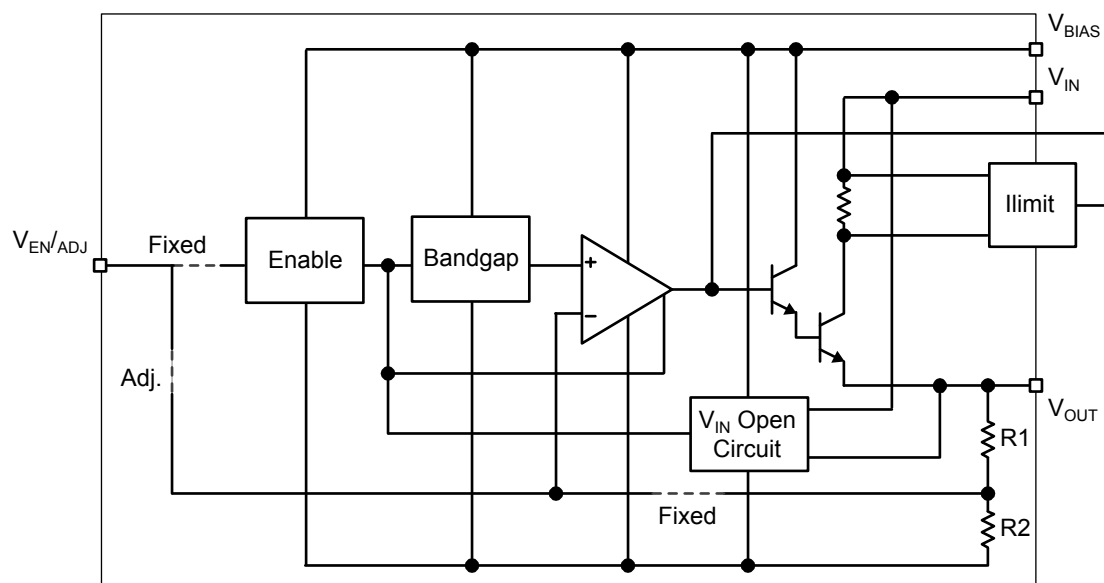 VBIAS
VIN
Ilimit
VEN/ADJ
Fixed
Enable
Bandgap
+
−
Adj.
VIN Open
Circuit
VOUT
R1
Fixed
R2